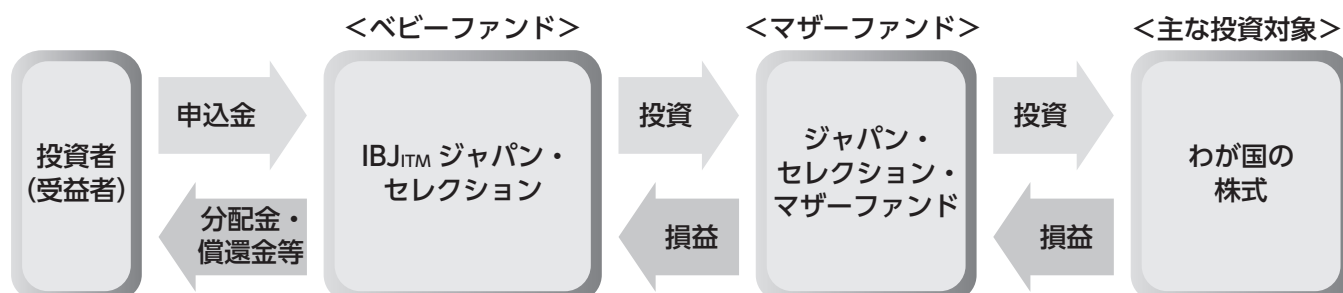 ＜ベビーファンド＞
＜マザーファンド＞
＜主な投資対象＞
投資者
(受益者)
申込金
分配金・
償還金等
IBJITM ジャパン・
セレクション
投資
損益
ジャパン・
セレクション・
マザーファンド
投資
損益
わが国の
株式